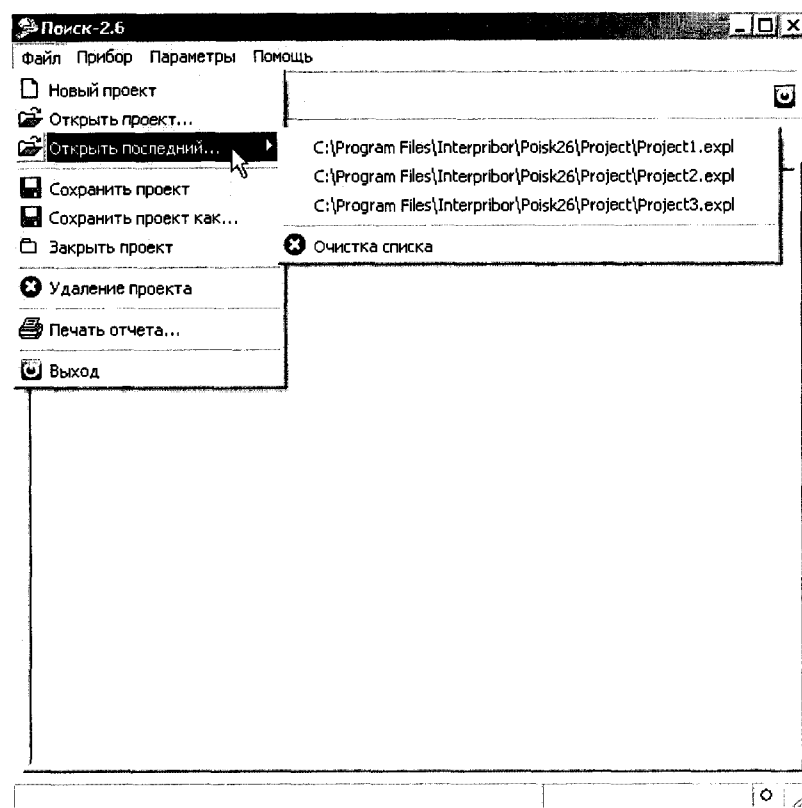 Поиск-2.6
Файл Прибор Параметры Помощь
Новый проект
Открыть проект...
Открыть последний...
Сохранить проект
Сохранить проект как...
Закрыть проект
Удаление проекта
Печать отчета...
Выход
C:\Program Files\Interpribor\Poisk26\Project\Project1.expl
C:\Program Files\Interpribor\Poisk26\Project\Project2.expl
C:\Program Files\Interpribor\Poisk26\Project\Project3.expl
Очистка списка